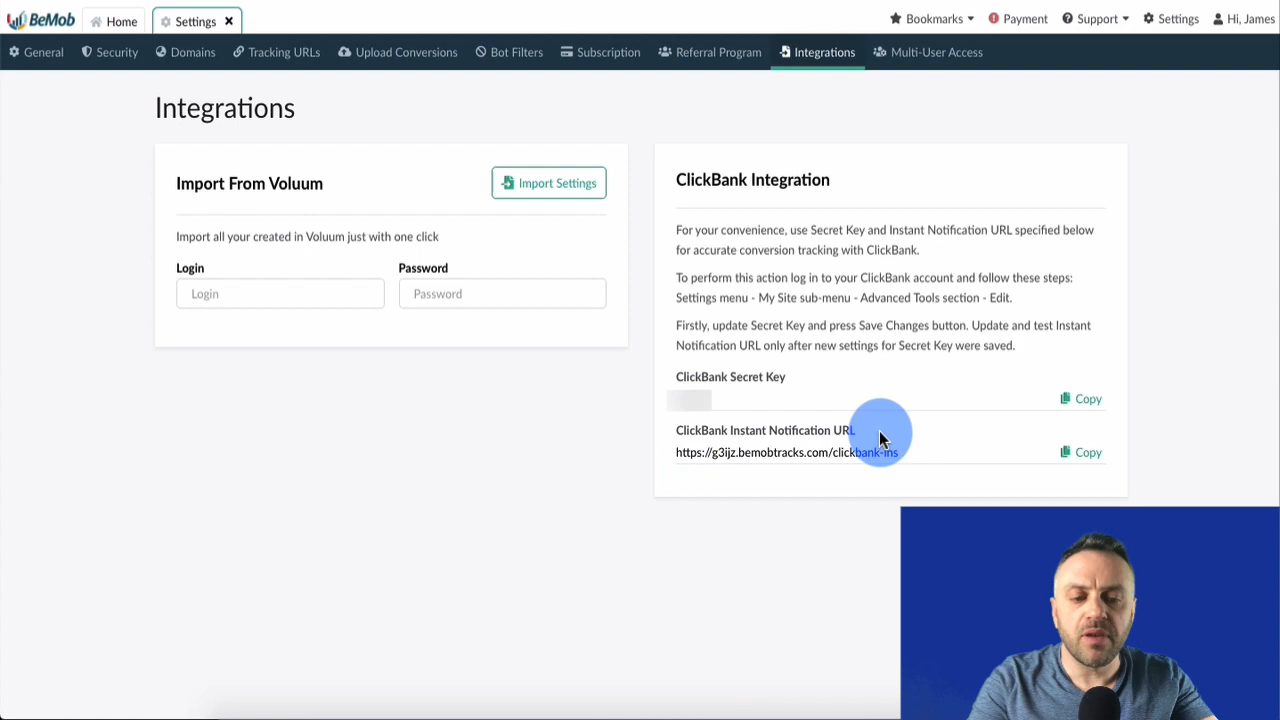 BeMob
Home
Settings
Bookmarks
Payment
Support
Settings
Hi, James
General
Security
Domains
Tracking URLs
Upload Conversions
Bot Filters
Subscription
Referral Program
Integrations
Multi-User Access
Integrations
Import From Voluum
Import Settings
Import all your created in Voluum just with one click
Login
Password
Login
Password
ClickBank Integration
For your convenience, use Secret Key and Instant Notification URL specified below
for accurate conversion tracking with ClickBank.
To perform this action log in to your ClickBank account and follow these steps:
Settings menu - My Site sub-menu - Advanced Tools section - Edit.
Firstly, update Secret Key and press Save Changes button. Update and test Instant
Notification URL only after new settings for Secret Key were saved.
ClickBank Secret Key
Copy
ClickBank Instant Notification URL
https://g3ijz.bemobtracks.com/clickbank-ins
Copy